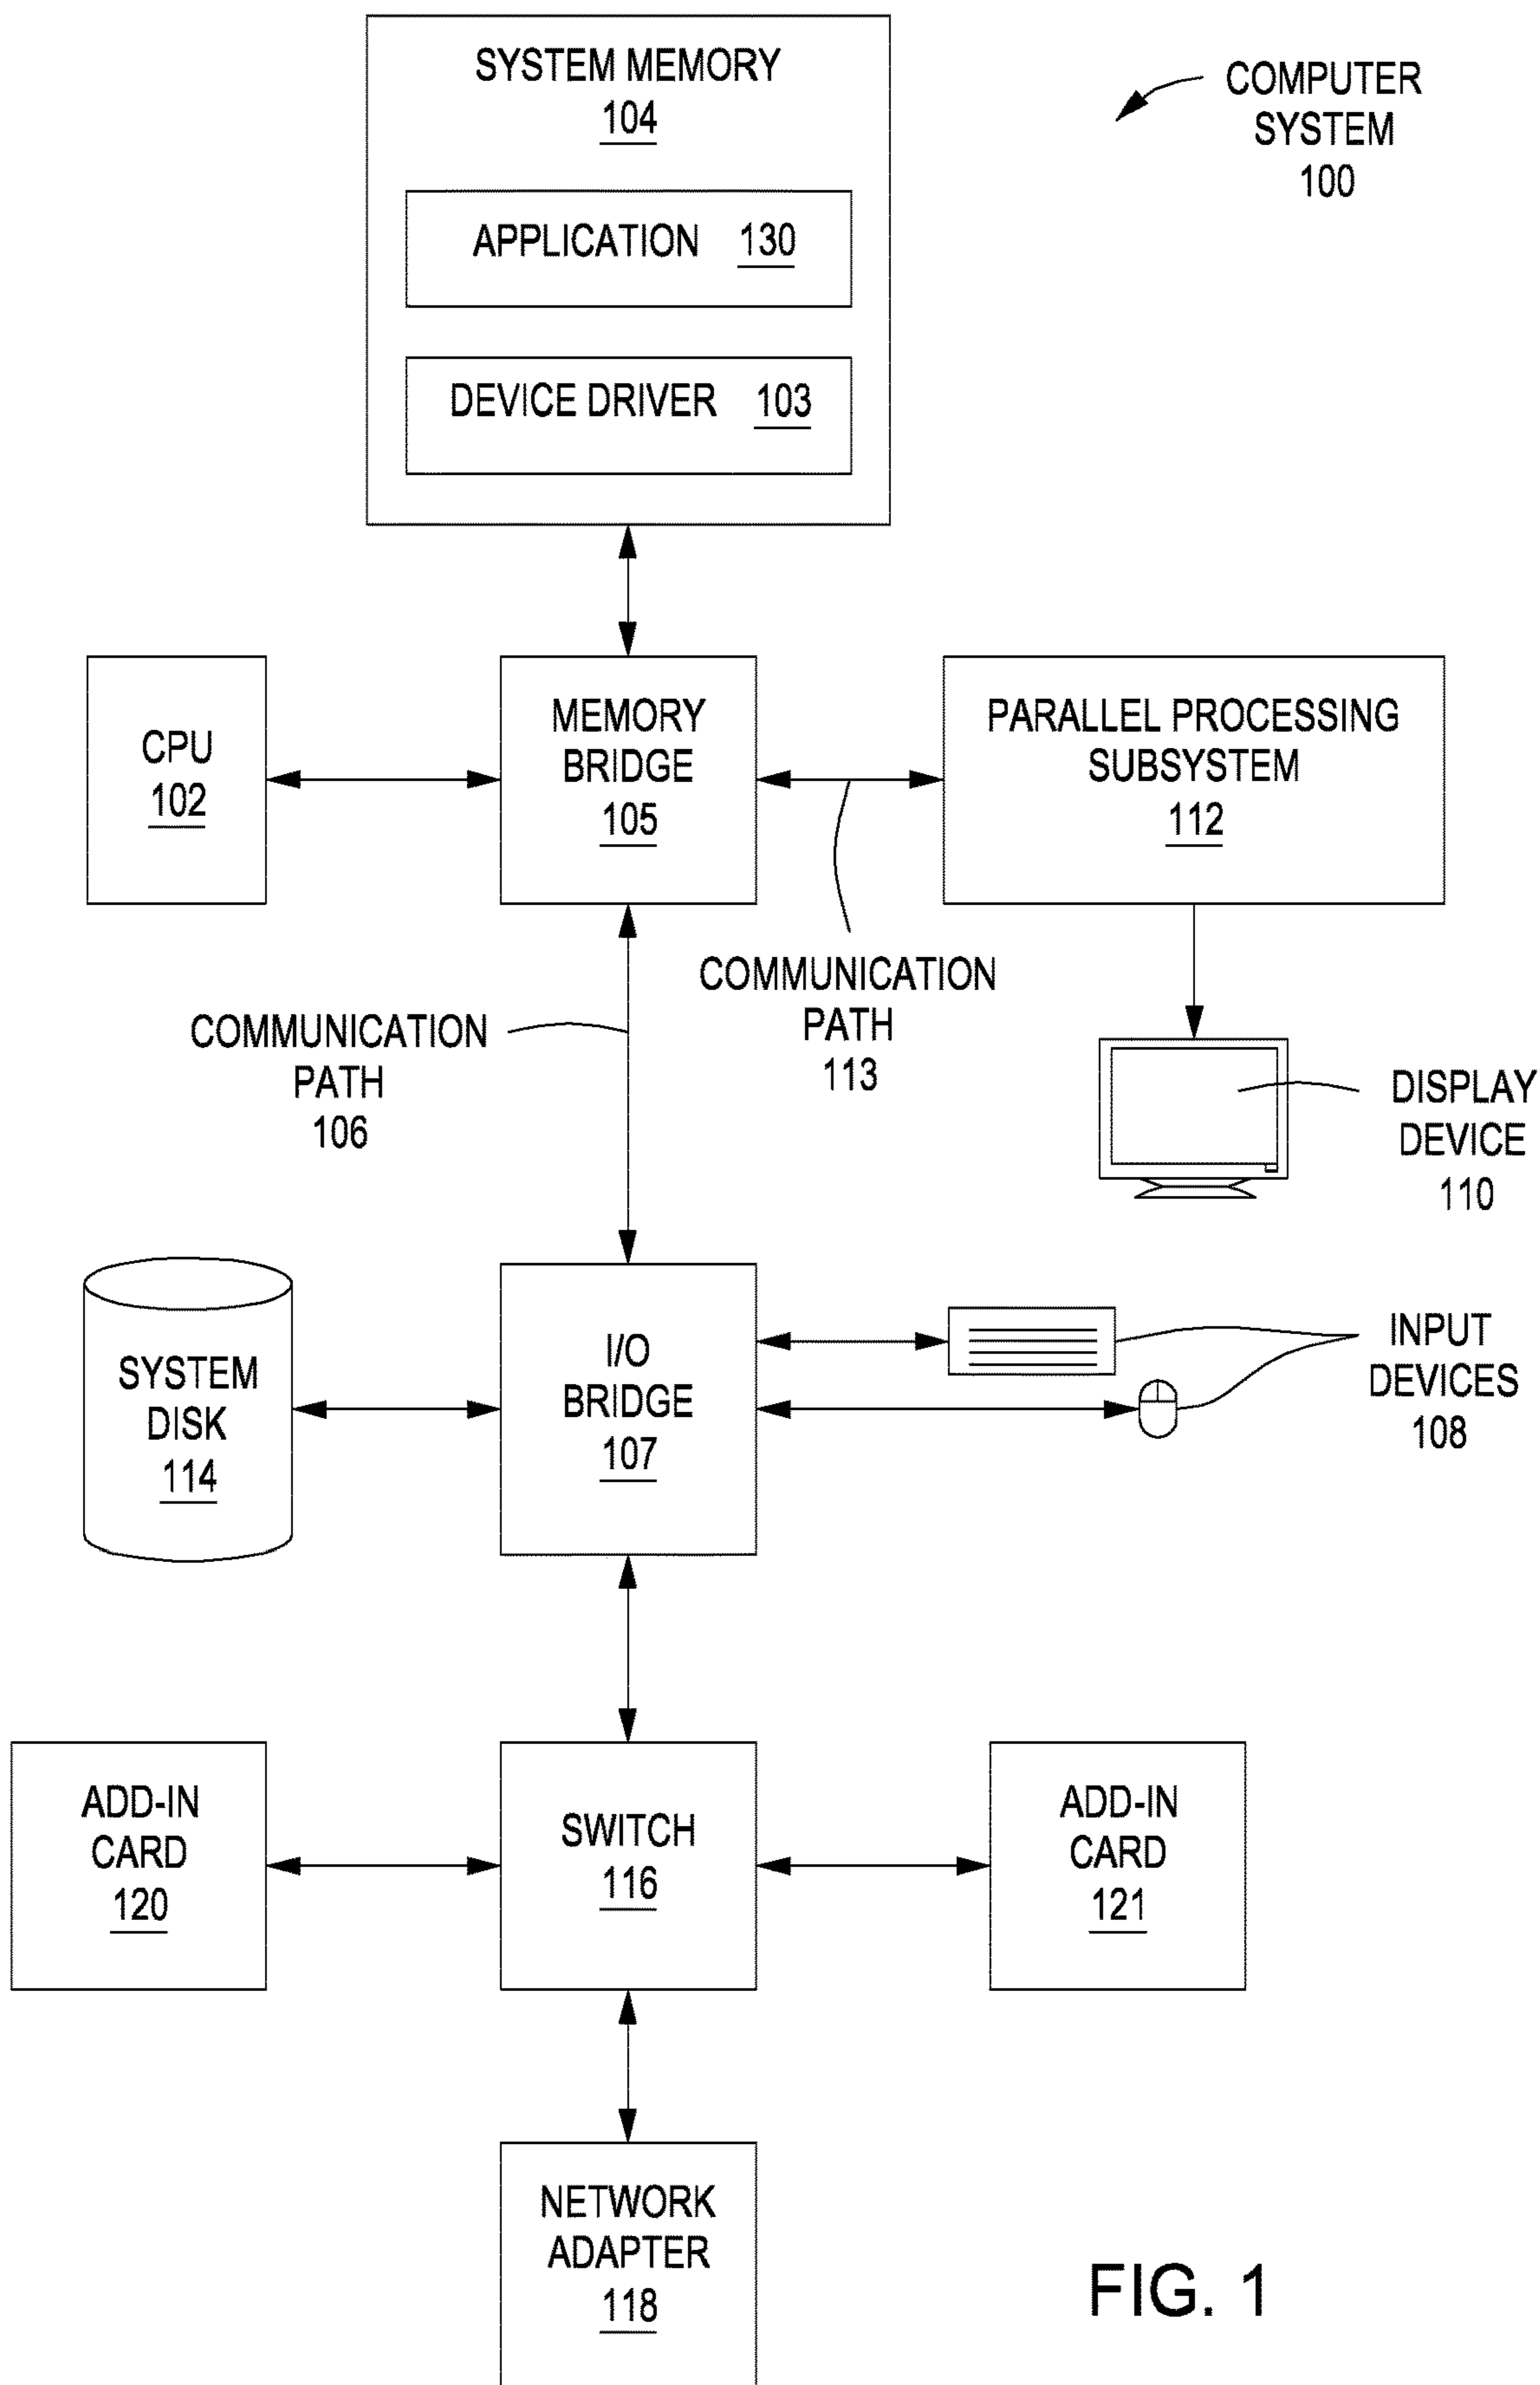 SYSTEM MEMORY
104
COMPUTER
SYSTEM
100
APPLICATION 130
DEVICE DRIVER 103
CPU
102
MEMORY
BRIDGE
105
PARALLEL PROCESSING
SUBSYSTEM
112
COMMUNICATION
PATH
113
COMMUNICATION
PATH
106
DISPLAY
DEVICE
110
SYSTEM
DISK
114
I/O
BRIDGE
107
INPUT
DEVICES
108
ADD-IN
CARD
120
SWITCH
116
ADD-IN
CARD
121
NETWORK
ADAPTER
118
FIG. 1